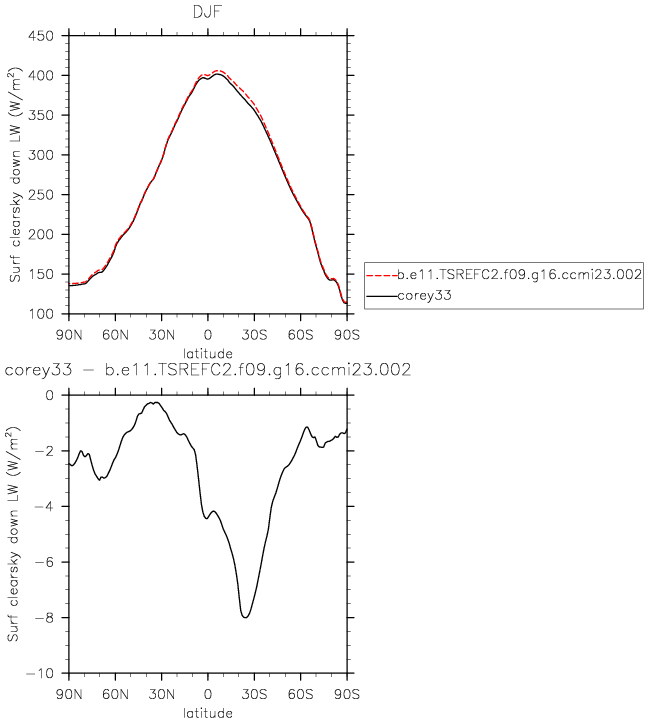 DJF
450
400
350
300
250
200
150
100
Surf clearsky down LW (W/m²)
90N 60N 30N 0 30S 60S 90S
latitude
b.e11.TSREFC2.f09.g16.ccmi23.002
corey33
corey33 − b.e11.TSREFC2.f09.g16.ccmi23.002
0
−2
−4
−6
−8
−10
Surf clearsky down LW (W/m²)
90N 60N 30N 0 30S 60S 90S
latitude